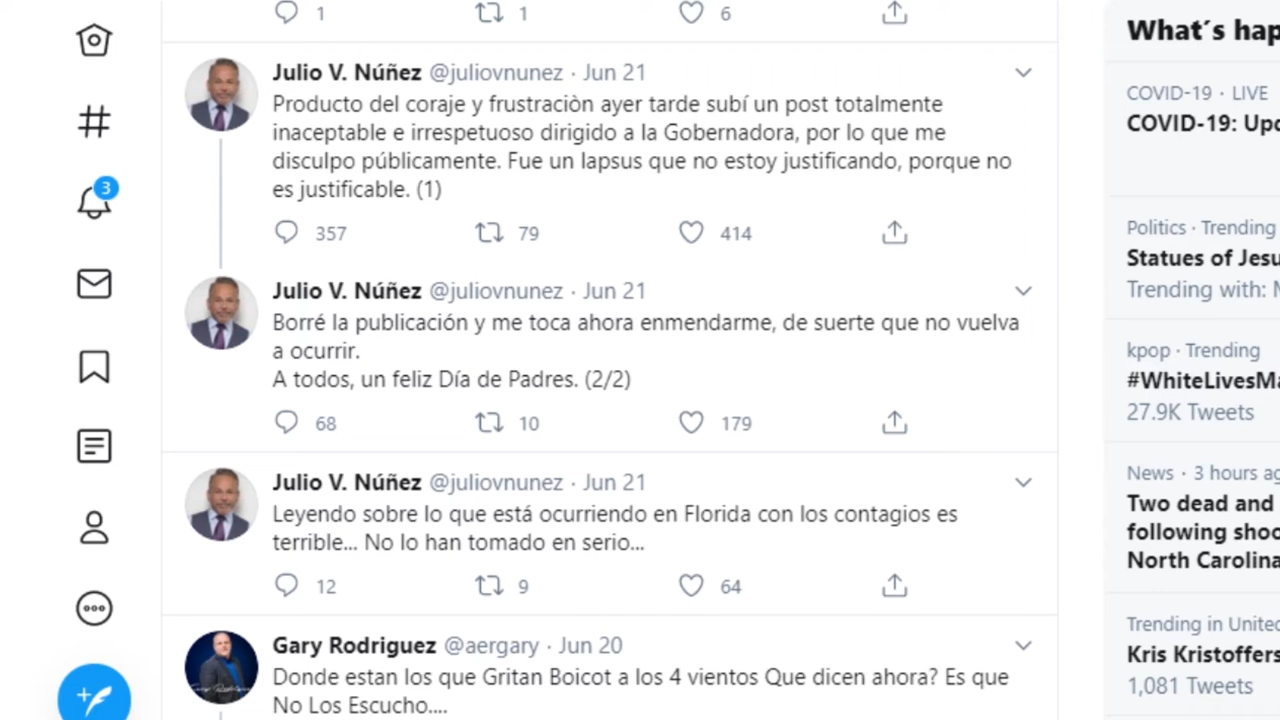 1 1 6
Julio V. Núñez @juliovnunez · Jun 21
Producto del coraje y frustraciòn ayer tarde subí un post totalmente
inaceptable e irrespetuoso dirigido a la Gobernadora, por lo que me
disculpo públicamente. Fue un lapsus que no estoy justificando, porque no
es justificable. (1)
357 79 414
Julio V. Núñez @juliovnunez · Jun 21
Borré la publicación y me toca ahora enmendarme, de suerte que no vuelva
a ocurrir.
A todos, un feliz Día de Padres. (2/2)
68 10 179
Julio V. Núñez @juliovnunez · Jun 21
Leyendo sobre lo que está ocurriendo en Florida con los contagios es
terrible... No lo han tomado en serio...
12 9 64
Gary Rodriguez @aergary · Jun 20
Donde estan los que Gritan Boicot a los 4 vientos Que dicen ahora? Es que
No Los Escucho....
3
What´s hap
COVID-19 · LIVE
COVID-19: Upd
Politics · Trending
Statues of Jesu
Trending with: M
kpop · Trending
#WhiteLivesMa
27.9K Tweets
News · 3 hours ag
Two dead and
following shoo
North Carolina
Trending in United
Kris Kristoffers
1,081 Tweets